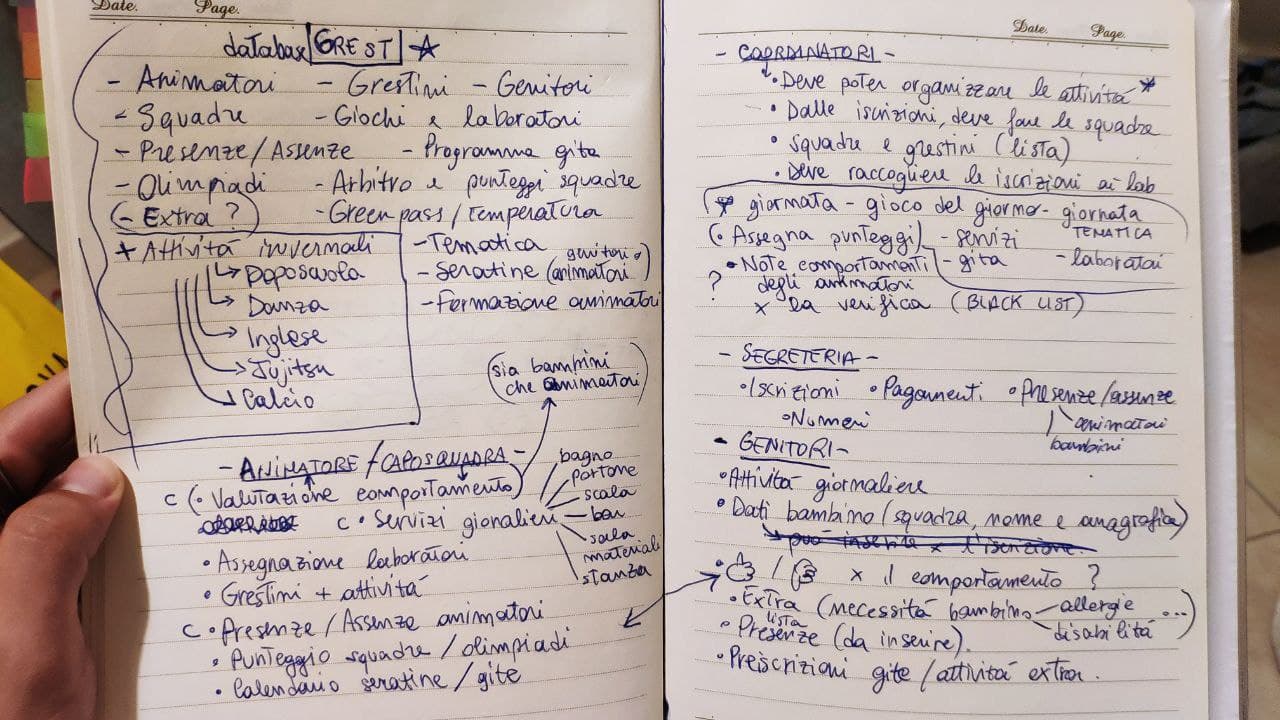 Date. Page.
database GREST ☆
- Animatori - Grestini - Genitori
- Squadre - Giochi e laboratori
- Presenze/Assenze - Programma gite
- Olimpiadi - Arbitro e punteggi squadre
(- Extra?) - Green pass/Temperatura
+ Attività invernali
→ Doposcuola
→ Danza
→ Inglese
→ Jujitsu
→ Calcio
- Tematica
- Seratine (genitori o animatori)
- Formazione animatori
(sia bambini
che animatori)
- ANIMATORE/CAPOSQUADRA -
C (• Valutazione comportamento)
C • Servizi gionalieri
bagno
portone
scala
bar
sala
materiali
stanza
• Assegnazione laboratori
• Grestini + attività
C • Presenze/Assenze animatori
• Punteggio squadre/olimpiadi
• Calendario seratine/gite
Date. Page.
- COORDINATORI -
• Deve poter organizzare le attività *
• Dalle iscrizioni, deve fare le squadre
• squadre e grestini (lista)
• Deve raccogliere le iscrizioni ai lab
* giornata - gioco del giorno - giornata TEMATICA
(• Assegna punteggi) - servizi
- gita - laboratori
• Note comportamenti
? degli animatori
x la verifica (BLACK LIST)
- SEGRETERIA -
• Iscrizioni • Pagamenti • Presenze/assenze
animatori
bambini
• Numeri
- GENITORI -
• Attività giornaliere
• Dati bambino (squadra, nome e anagrafica)
può inserire x l'iscrizione.
• 👍 / 👎 x il comportamento?
• Extra (necessità bambino - allergie ...)
disabilità
lista
• Presenze (da inserire).
• Preiscrizioni gite/attività extra.